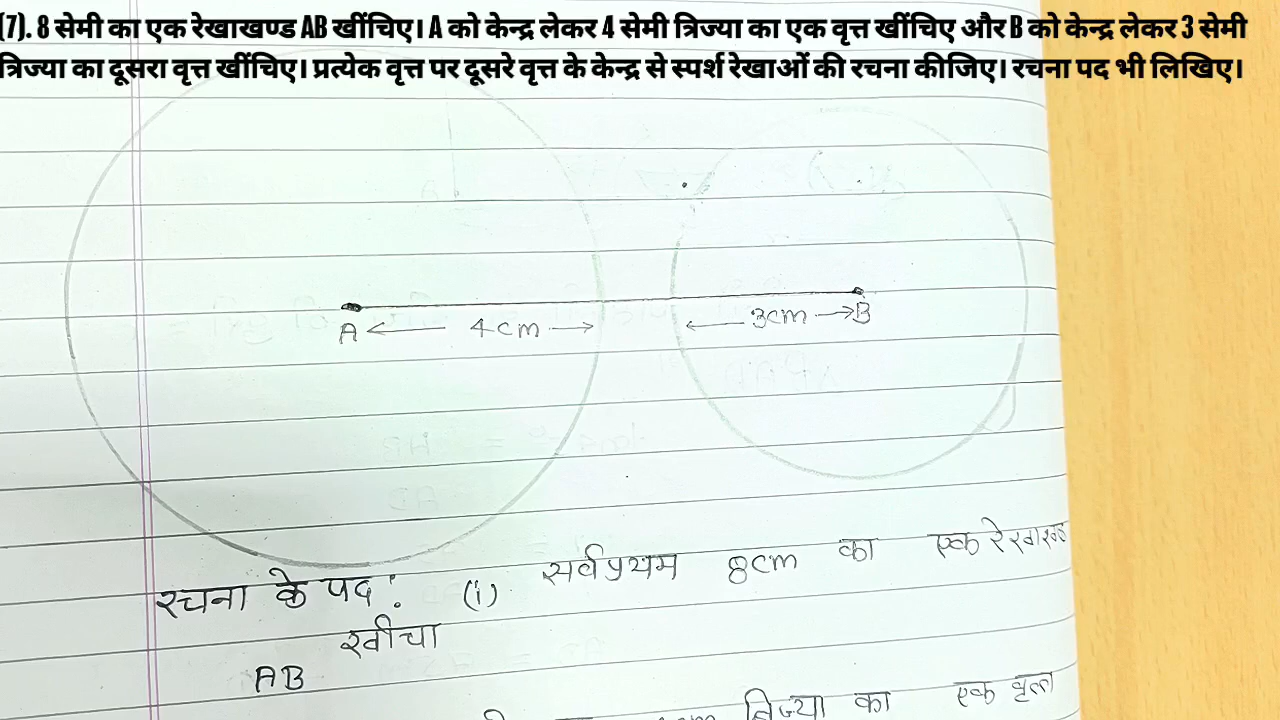 (7). 8 सेमी का एक रेखाखण्ड AB खींचिए। A को केन्द्र लेकर 4 सेमी त्रिज्या का एक वृत्त खींचिए और B को केन्द्र लेकर 3 सेमी
त्रिज्या का दूसरा वृत्त खींचिए। प्रत्येक वृत्त पर दूसरे वृत्त के केन्द्र से स्पर्श रेखाओं की रचना कीजिए। रचना पद भी लिखिए।
A 4cm 3cm B
रचना के पद : (i) सर्वप्रथम 8cm का एक रेखाखण्ड
AB खींचा
त्रिज्या का एक वृत्त